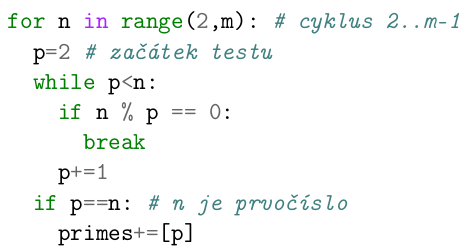 for n in range(2,m): # cyklus 2..m-1
  p=2 # začátek testu
  while p<n:
    if n % p == 0:
      break
    p+=1
  if p==n: # n je prvočíslo
    primes+=[p]